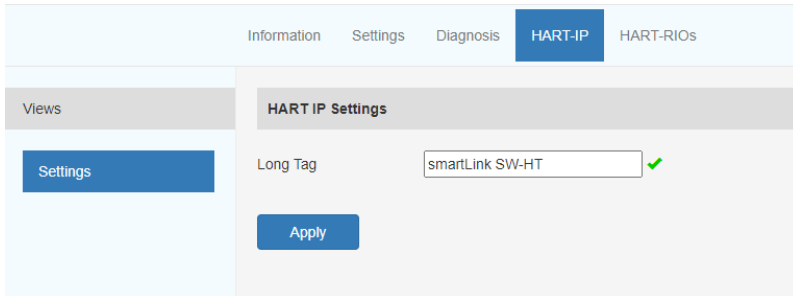 Information Settings Diagnosis HART-IP HART-RIOs
Views
Settings
HART IP Settings
Long Tag smartLink SW-HT
Apply